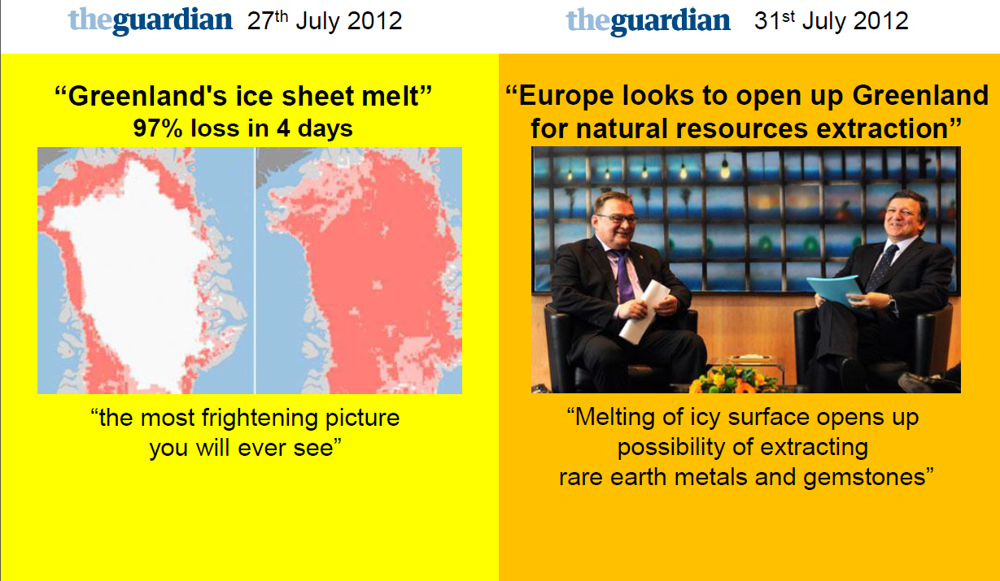 theguardian 27th July 2012
"Greenland's ice sheet melt"
97% loss in 4 days
"the most frightening picture
you will ever see"
theguardian 31st July 2012
"Europe looks to open up Greenland
for natural resources extraction"
"Melting of icy surface opens up
possibility of extracting
rare earth metals and gemstones"